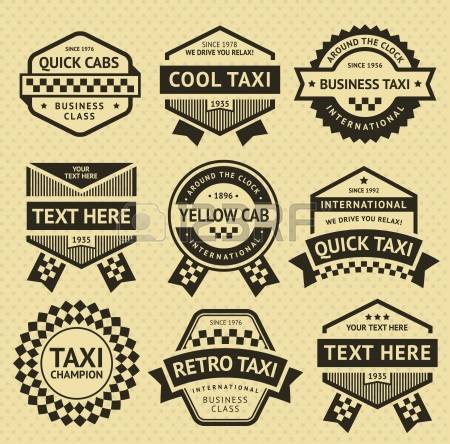 SINCE 1976
QUICK CABS
BUSINESS
CLASS
SINCE 1978
WE DRIVE YOU RELAX!
COOL TAXI
1935
AROUND THE CLOCK
SINCE 1956
BUSINESS TAXI
INTERNATIONAL
YOUR
TEXT HERE
TEXT HERE
1935
AROUND THE CLOCK
1896
YELLOW CAB
INTERNATIONAL
SINCE 1992
INTERNATIONAL
WE DRIVE YOU RELAX!
QUICK TAXI
TAXI
CHAMPION
SINCE 1976
RETRO TAXI
INTERNATIONAL
BUSINESS
CLASS
YOUR TEXT HERE
TEXT HERE
1935